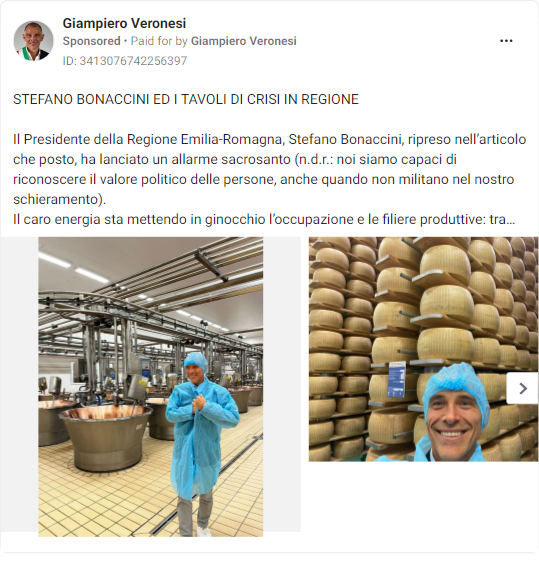 Giampiero Veronesi
Sponsored • Paid for by Giampiero Veronesi
ID: 3413076742256397
STEFANO BONACCINI ED I TAVOLI DI CRISI IN REGIONE
Il Presidente della Regione Emilia-Romagna, Stefano Bonaccini, ripreso nell'articolo
che posto, ha lanciato un allarme sacrosanto (n.d.r.: noi siamo capaci di
riconoscere il valore politico delle persone, anche quando non militano nel nostro
schieramento).
Il caro energia sta mettendo in ginocchio l'occupazione e le filiere produttive: tra...